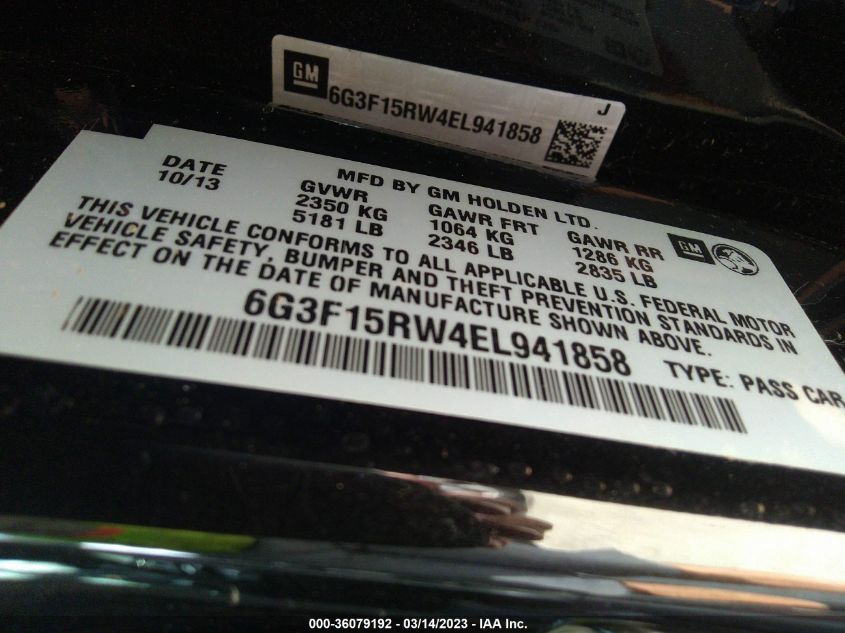 GM
6G3F15RW4EL941858
J
DATE
10/13
MFD BY GM HOLDEN LTD.
GVWR
2350 KG
5181 LB
GAWR FRT
1064 KG
2346 LB
GAWR RR
1286 KG
2835 LB
GM
THIS VEHICLE CONFORMS TO ALL APPLICABLE U.S. FEDERAL MOTOR
VEHICLE SAFETY, BUMPER AND THEFT PREVENTION STANDARDS IN
EFFECT ON THE DATE OF MANUFACTURE SHOWN ABOVE.
6G3F15RW4EL941858
TYPE: PASS CAR
000-36079192 - 03/14/2023 - IAA Inc.